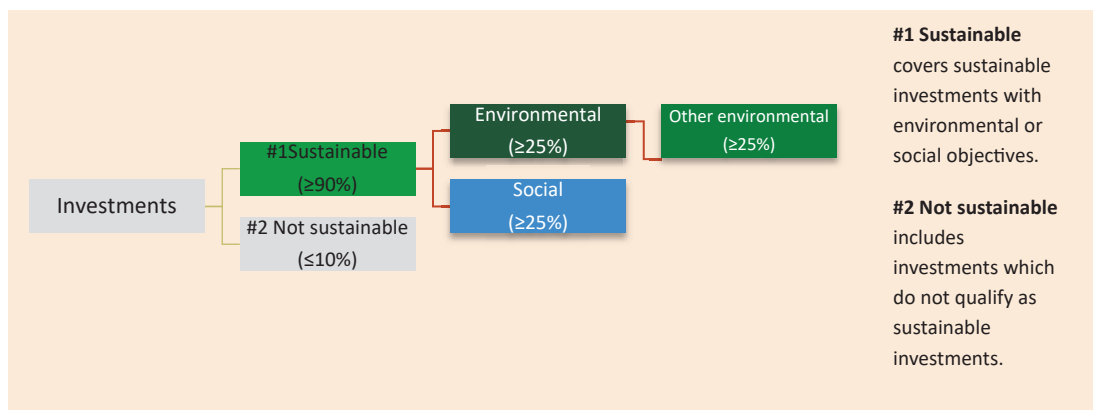 Investments
#1Sustainable
(≥90%)
#2 Not sustainable
(≤10%)
Environmental
(≥25%)
Social
(≥25%)
Other environmental
(≥25%)
#1 Sustainable
covers sustainable
investments with
environmental or
social objectives.
#2 Not sustainable
includes
investments which
do not qualify as
sustainable
investments.